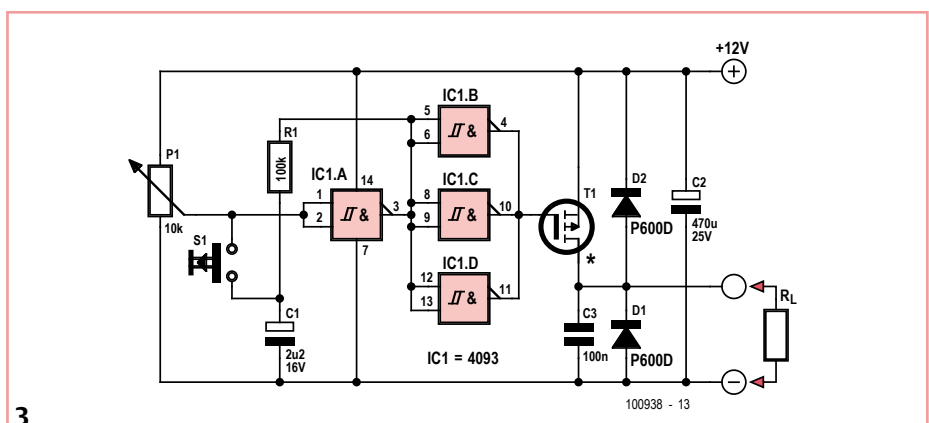 +12V
IC1.B
5
6
4
& 
R1
100k
P1
10k
IC1.A
14
1
2
3
&
7
IC1.C
8
9
10
&
T1
*
D2
P600D
C2
470u
25V
S1
C1
2u2
16V
IC1.D
12
13
11
&
IC1 = 4093
C3
100n
D1
P600D
RL
100938 - 13
3